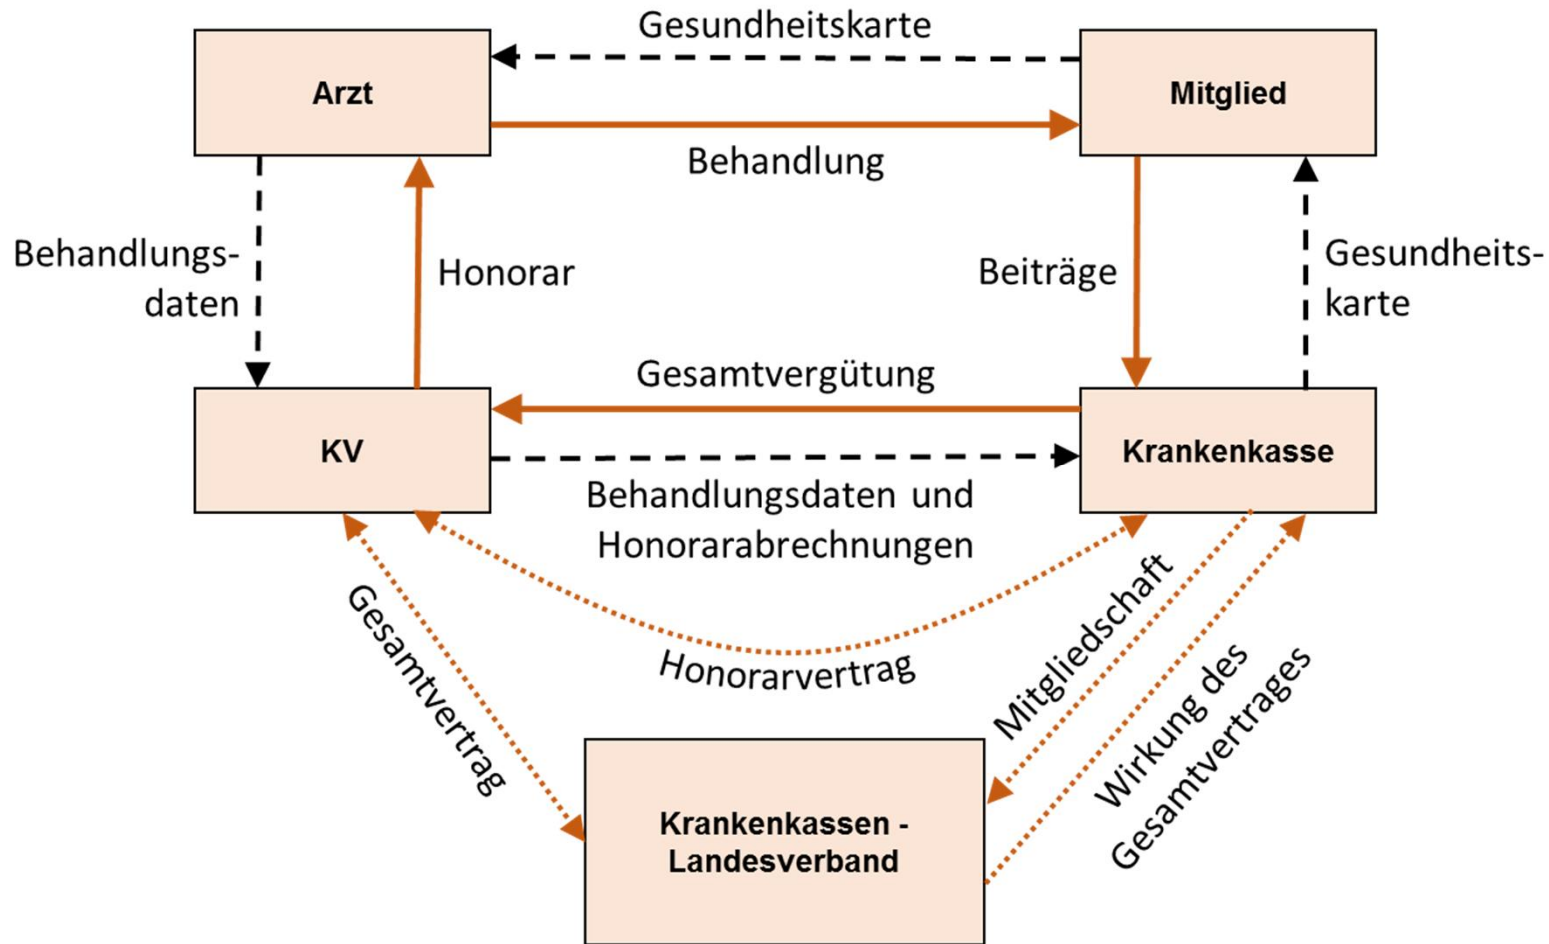 Gesundheitskarte
Arzt
Mitglied
Behandlung
Behandlungs-
daten
Honorar
Beiträge
Gesundheits-
karte
Gesamtvergütung
KV
Krankenkasse
Behandlungsdaten und
Honorarabrechnungen
Gesamtvertrag
Honorarvertrag
Mitgliedschaft
Wirkung des
Gesamtvertrages
Krankenkassen -
Landesverband